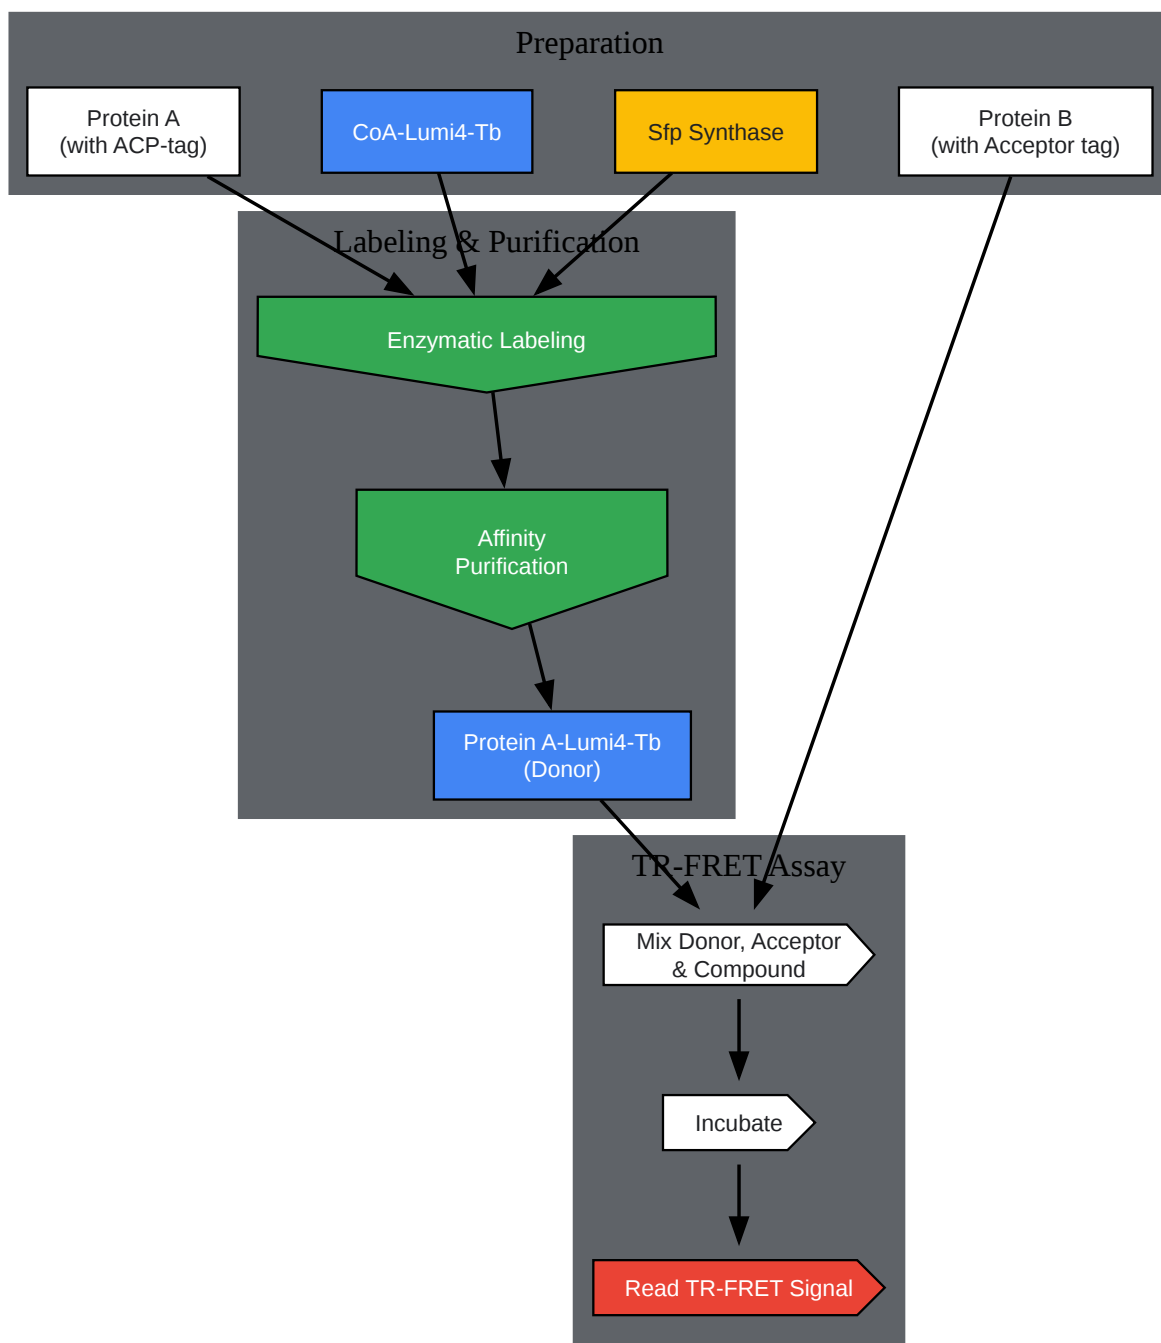 Preparation
Protein A
(with ACP-tag)
CoA-Lumi4-Tb
Sfp Synthase
Protein B
(with Acceptor tag)
Labeling & Purification
Enzymatic Labeling
Affinity
Purification
Protein A-Lumi4-Tb
(Donor)
TR-FRET Assay
Mix Donor, Acceptor
& Compound
Incubate
Read TR-FRET Signal